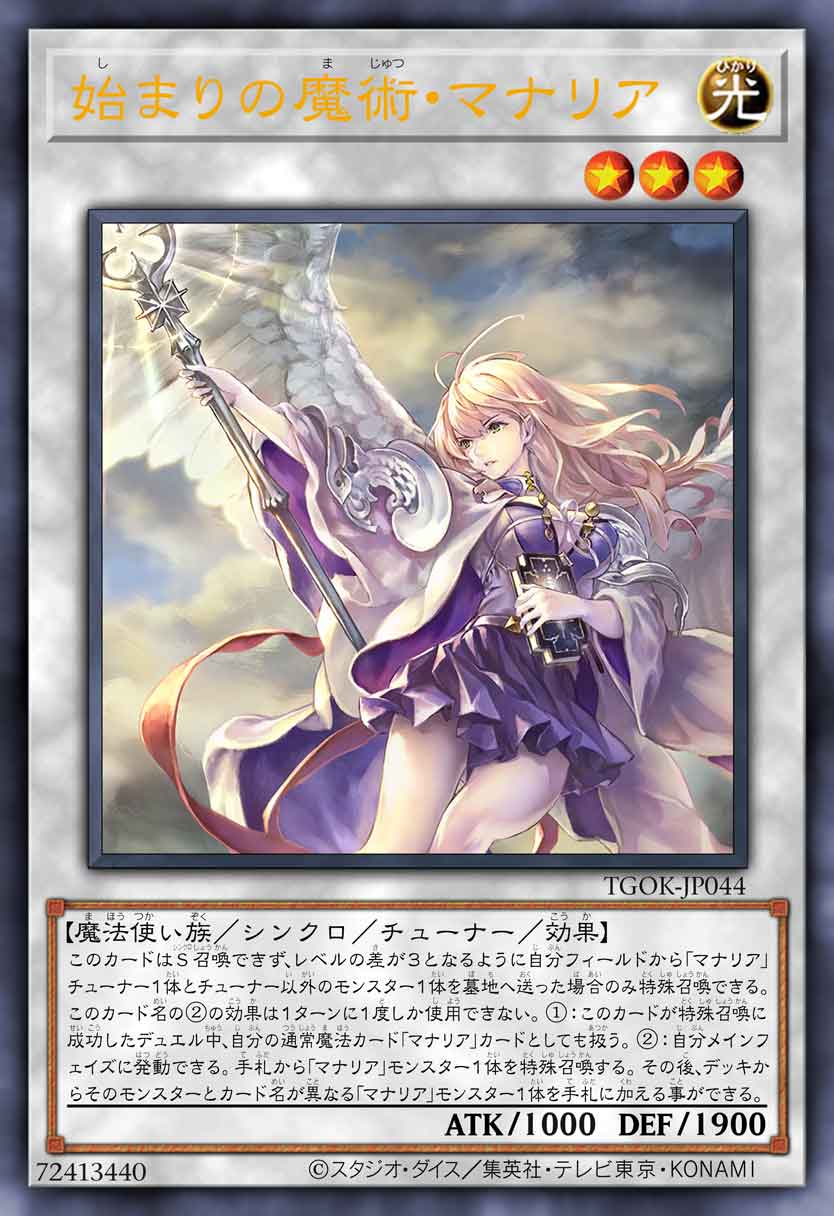 始まりの魔術・マナリア
光
TGOK-JP044
【魔法使い族／シンクロ／チューナー／効果】
このカードはS召喚できず、レベルの差が3となるように自分フィールドから「マナリア」
チューナー1体とチューナー以外のモンスター1体を墓地へ送った場合のみ特殊召喚できる。
このカード名の②の効果は1ターンに1度しか使用できない。①：このカードが特殊召喚に
成功したデュエル中、自分の通常魔法カード「マナリア」カードとしても扱う。②：自分メインフ
ェイズに発動できる。手札から「マナリア」モンスター1体を特殊召喚する。その後、デッキか
らそのモンスターとカード名が異なる「マナリア」モンスター1体を手札に加える事ができる。
ATK/1000 DEF/1900
72413440
©スタジオ・ダイス／集英社・テレビ東京・KONAMI